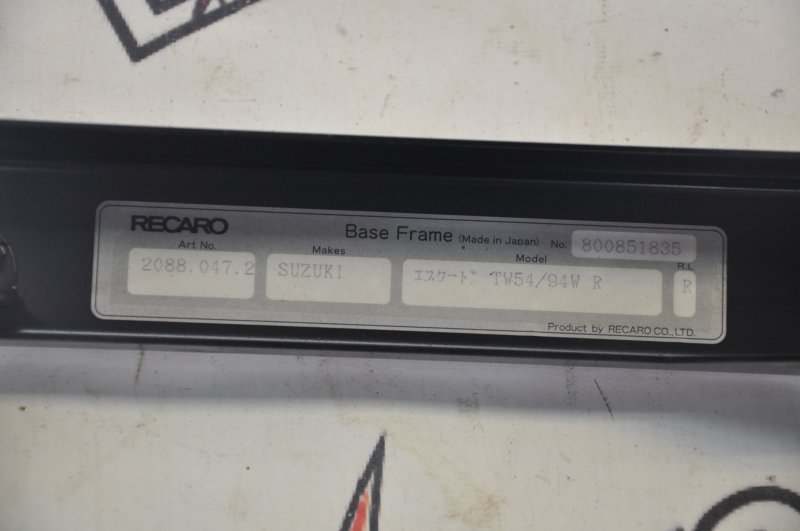 RECARO
Base Frame (Made in Japan) No. 800851835
Art No. Makes Model R.L
2088.047.2 SUZUKI エスクード TW54/94W R R
Product by RECARO CO.,LTD.